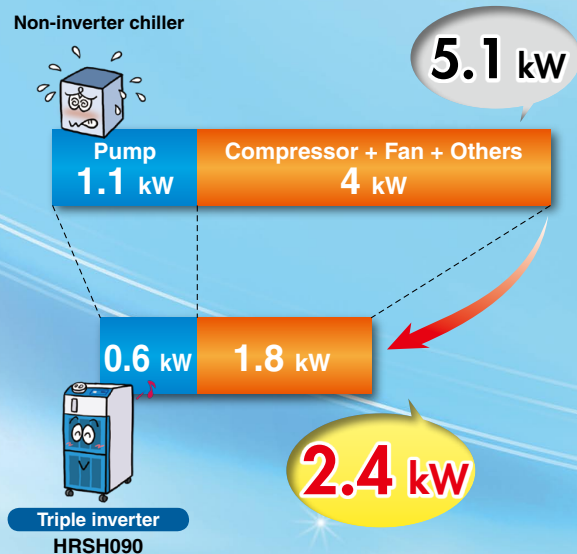 Non-inverter chiller
5.1 kW
Pump
1.1 kW
Compressor + Fan + Others
4 kW
0.6 kW
1.8 kW
2.4 kW
Triple inverter
HRSH090